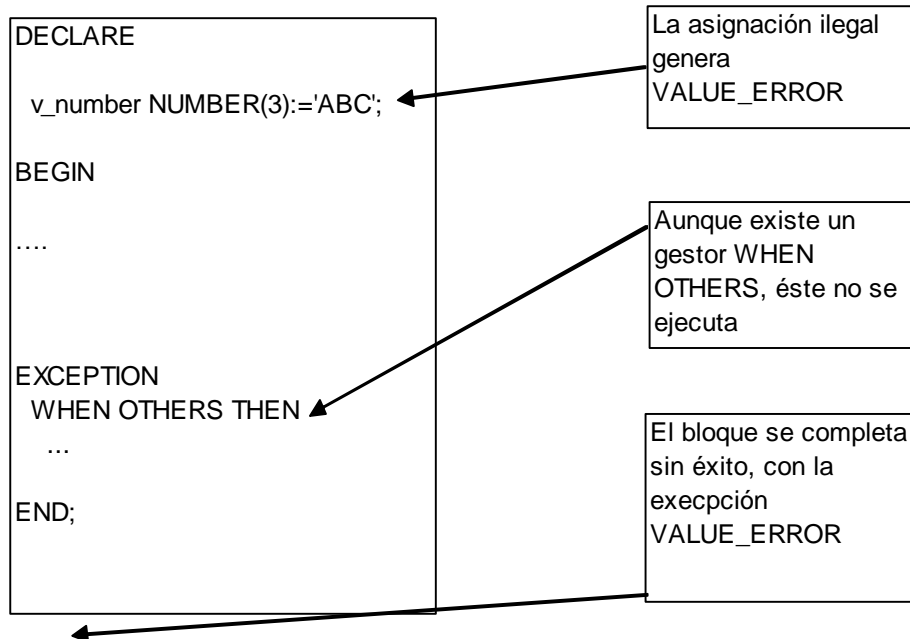 DECLARE
v_number NUMBER(3):='ABC';
BEGIN
....
EXCEPTION
WHEN OTHERS THEN
...
END;
La asignación ilegal
genera
VALUE_ERROR
Aunque existe un
gestor WHEN
OTHERS, éste no se
ejecuta
El bloque se completa
sin éxito, con la
execpción
VALUE_ERROR